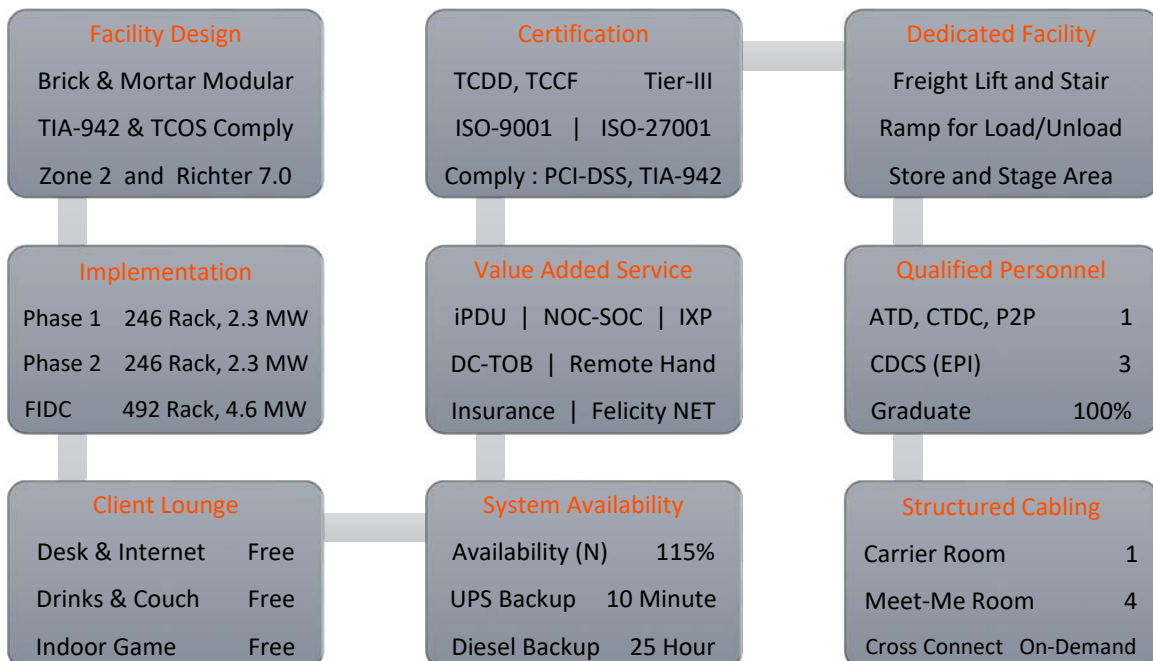 Facility Design
Brick & Mortar Modular
TIA-942 & TCOS Comply
Zone 2 and Richter 7.0
Implementation
Phase 1 246 Rack, 2.3 MW
Phase 2 246 Rack, 2.3 MW
FIDC 492 Rack, 4.6 MW
Client Lounge
Desk & Internet Free
Drinks & Couch Free
Indoor Game Free
System Availability
Availability (N) 115%
UPS Backup 10 Minute
Diesel Backup 25 Hour
Value Added Service
iPDU | NOC-SOC | IXP
DC-TOB | Remote Hand
Insurance | Felicity NET
Certification
TCDD, TCCF Tier-III
ISO-9001 | ISO-27001
Comply : PCI-DSS, TIA-942
Dedicated Facility
Freight Lift and Stair
Ramp for Load/Unload
Store and Stage Area
Qualified Personnel
ATD, CTDC, P2P 1
CDCS (EPI) 3
Graduate 100%
Structured Cabling
Carrier Room 1
Meet-Me Room 4
Cross Connect On-Demand